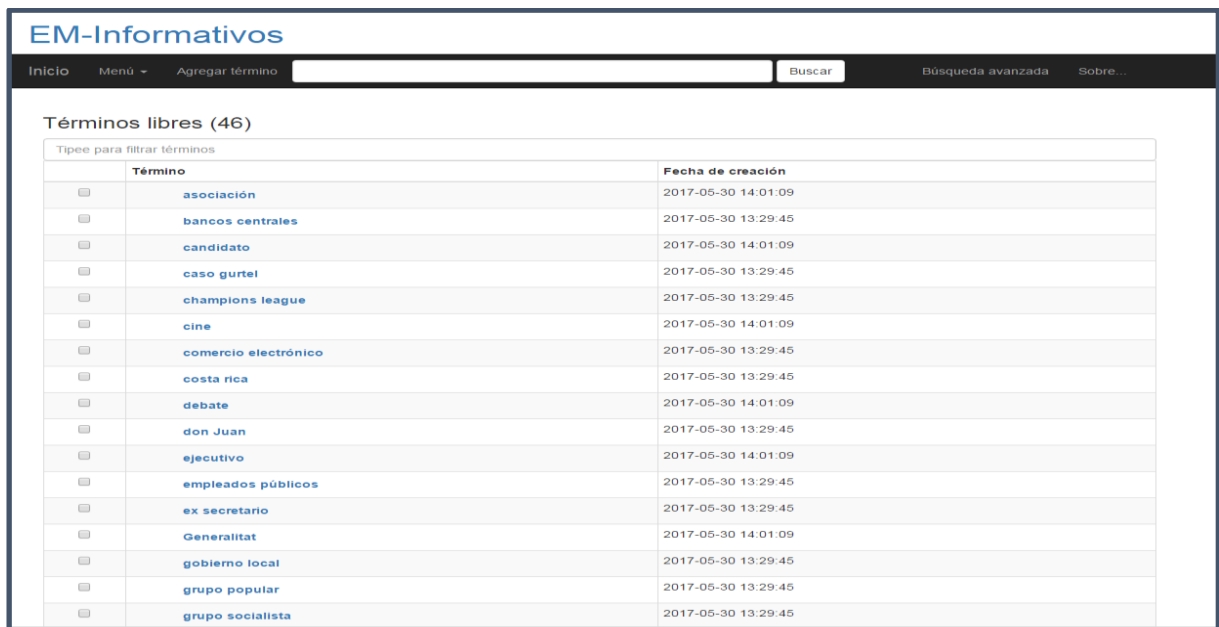 EM-Informativos
Inicio Menú Agregar término Buscar Búsqueda avanzada Sobre...
Términos libres (46)
Tipee para filtrar términos
Término Fecha de creación
asociación 2017-05-30 14:01:09
bancos centrales 2017-05-30 13:29:45
candidato 2017-05-30 14:01:09
caso gurtel 2017-05-30 13:29:45
champions league 2017-05-30 13:29:45
cine 2017-05-30 14:01:09
comercio electrónico 2017-05-30 13:29:45
costa rica 2017-05-30 13:29:45
debate 2017-05-30 14:01:09
don Juan 2017-05-30 13:29:45
ejecutivo 2017-05-30 14:01:09
empleados públicos 2017-05-30 13:29:45
ex secretario 2017-05-30 13:29:45
Generalitat 2017-05-30 14:01:09
gobierno local 2017-05-30 13:29:45
grupo popular 2017-05-30 13:29:45
grupo socialista 2017-05-30 13:29:45